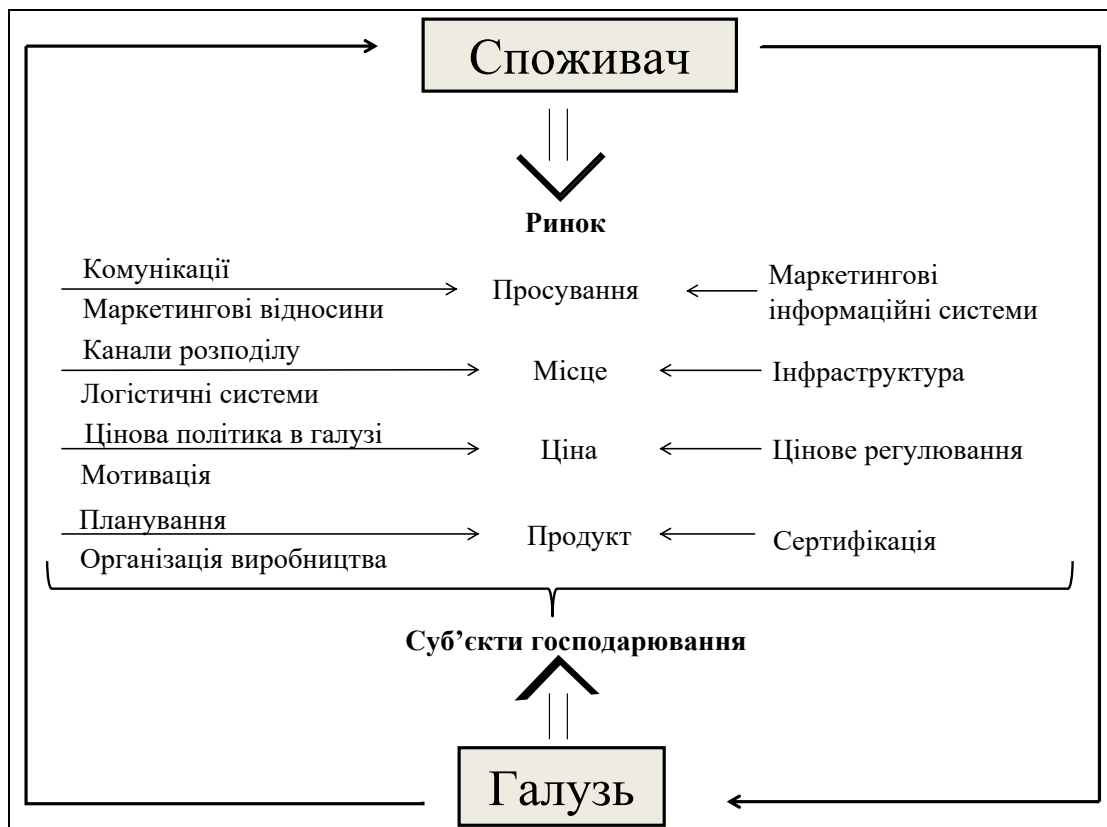 Споживач
Ринок
Комунікації
Маркетингові відносини
Просування
Маркетингові
інформаційні системи
Канали розподілу
Логістичні системи
Місце
Інфраструктура
Цінова політика в галузі
Мотивація
Ціна
Цінове регулювання
Планування
Організація виробництва
Продукт
Сертифікація
Суб’єкти господарювання
Галузь